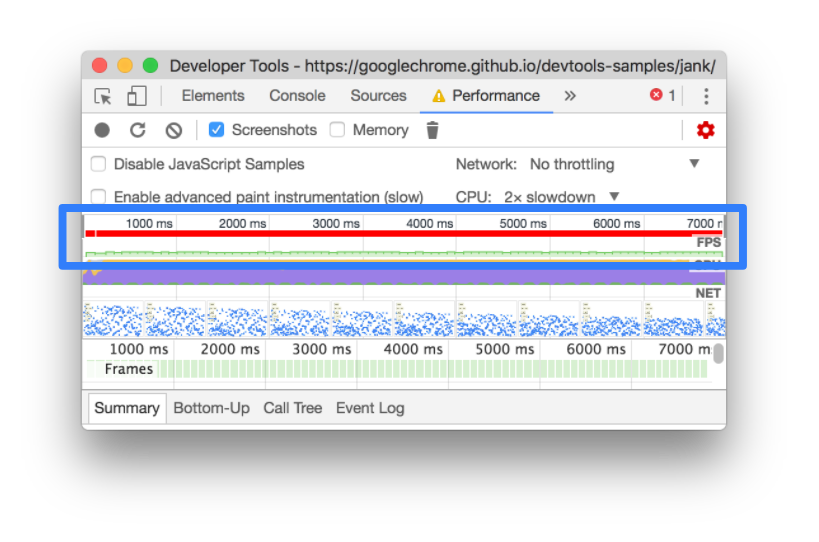 Developer Tools - https://googlechrome.github.io/devtools-samples/jank/
Elements Console Sources Performance » 1
Screenshots Memory
Disable JavaScript Samples Network: No throttling
Enable advanced paint instrumentation (slow) CPU: 2× slowdown
1000 ms 2000 ms 3000 ms 4000 ms 5000 ms 6000 ms 7000
FPS
CPU
NET
1000 ms 2000 ms 3000 ms 4000 ms 5000 ms 6000 ms 7000 m
Frames
Summary Bottom-Up Call Tree Event Log